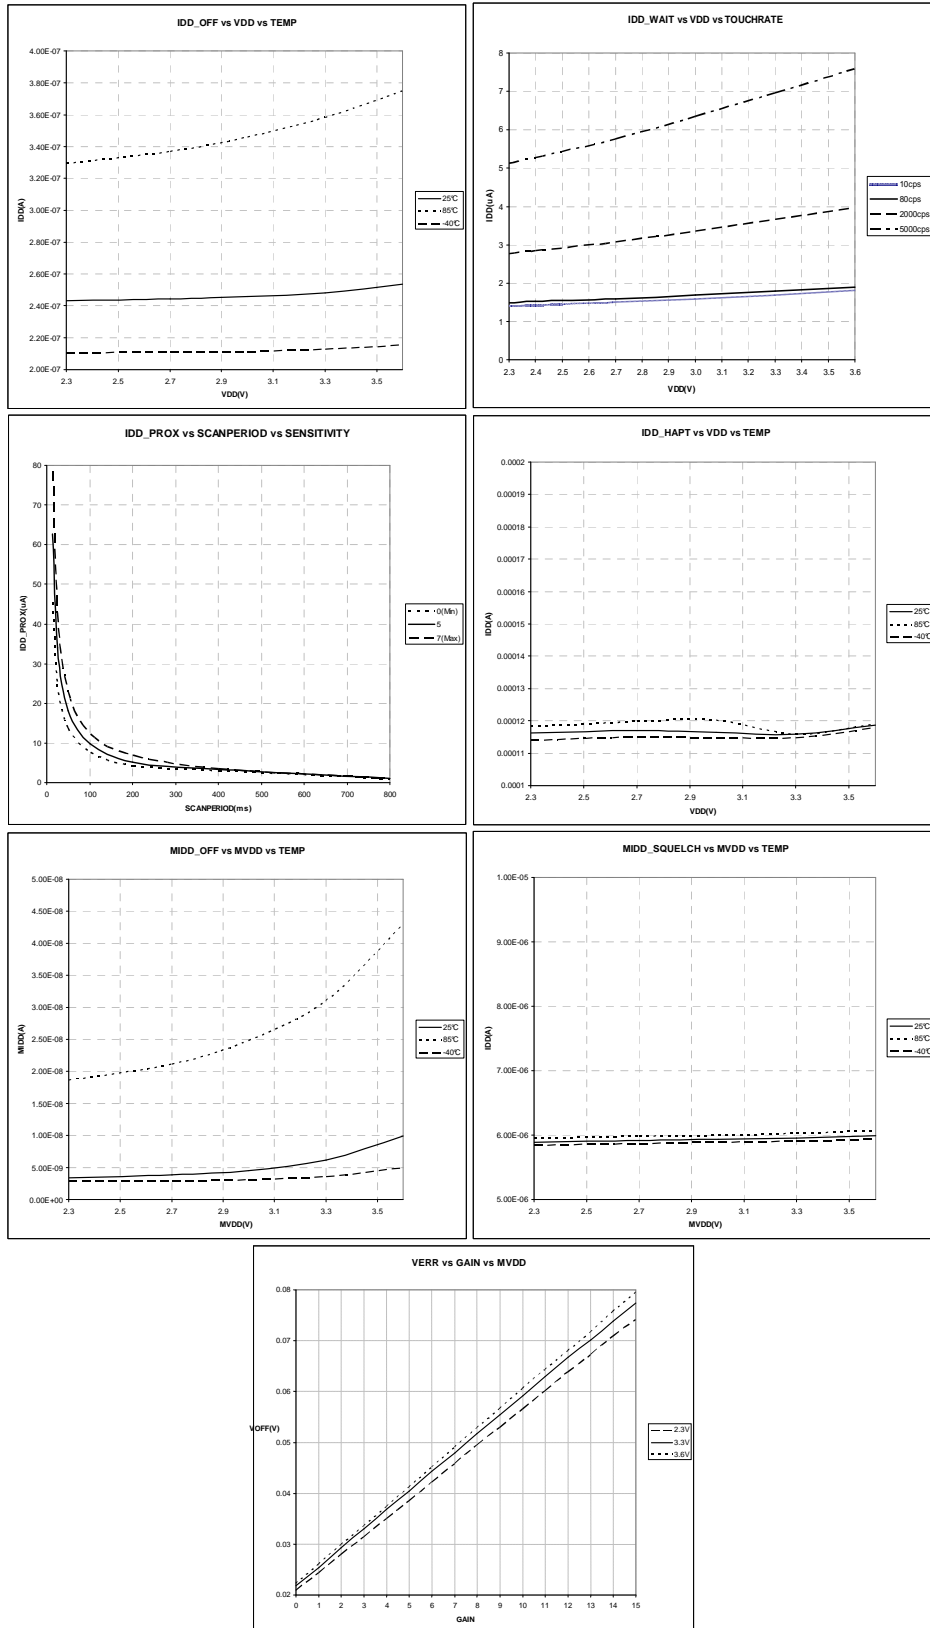 IDD_OFF vs VDD vs TEMP
4.00E-07
3.80E-07
3.60E-07
3.40E-07
3.20E-07
3.00E-07
2.80E-07
2.60E-07
2.40E-07
2.20E-07
2.00E-07
IDD(A)
2.3 2.5 2.7 2.9 3.1 3.3 3.5
VDD(V)
25°C
85°C
-40°C
IDD_WAIT vs VDD vs TOUCHRATE
8
7
6
5
4
3
2
1
0
IDD(uA)
2.3 2.4 2.5 2.6 2.7 2.8 2.9 3.0 3.1 3.2 3.3 3.4 3.5 3.6
VDD(V)
10cps
80cps
2000cps
5000cps
IDD_PROX vs SCANPERIOD vs SENSITIVITY
80
70
60
50
40
30
20
10
0
IDD_PROX(uA)
0 100 200 300 400 500 600 700 800
SCANPERIOD(ms)
0(Min)
5
7(Max)
IDD_HAPT vs VDD vs TEMP
0.0002
0.00019
0.00018
0.00017
0.00016
0.00015
0.00014
0.00013
0.00012
0.00011
0.0001
IDD(A)
2.3 2.5 2.7 2.9 3.1 3.3 3.5
VDD(V)
25°C
85°C
-40°C
MIDD_OFF vs MVDD vs TEMP
5.00E-08
4.50E-08
4.00E-08
3.50E-08
3.00E-08
2.50E-08
2.00E-08
1.50E-08
1.00E-08
5.00E-09
0.00E+00
MIDD(A)
2.3 2.5 2.7 2.9 3.1 3.3 3.5
MVDD(V)
25°C
85°C
-40°C
MIDD_SQUELCH vs MVDD vs TEMP
1.00E-05
9.00E-06
8.00E-06
7.00E-06
6.00E-06
5.00E-06
IDD(A)
2.3 2.5 2.7 2.9 3.1 3.3 3.5
MVDD(V)
25°C
85°C
-40°C
VERR vs GAIN vs MVDD
0.08
0.07
0.06
0.05
0.04
0.03
0.02
VOFF(V)
0 1 2 3 4 5 6 7 8 9 10 11 12 13 14 15
GAIN
2.3V
3.3V
3.6V